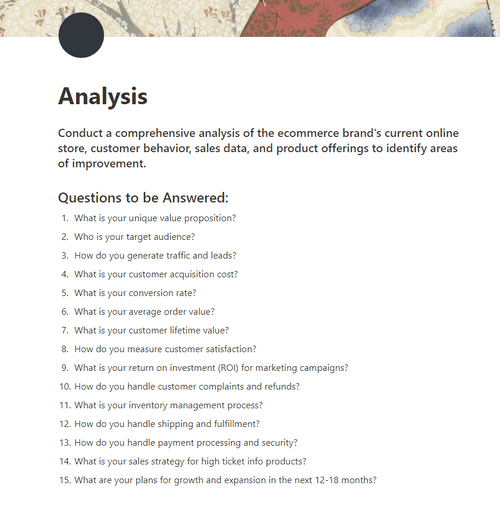 Analysis
Conduct a comprehensive analysis of the ecommerce brand's current online
store, customer behavior, sales data, and product offerings to identify areas
of improvement.
Questions to be Answered:
1. What is your unique value proposition?
2. Who is your target audience?
3. How do you generate traffic and leads?
4. What is your customer acquisition cost?
5. What is your conversion rate?
6. What is your average order value?
7. What is your customer lifetime value?
8. How do you measure customer satisfaction?
9. What is your return on investment (ROI) for marketing campaigns?
10. How do you handle customer complaints and refunds?
11. What is your inventory management process?
12. How do you handle shipping and fulfillment?
13. How do you handle payment processing and security?
14. What is your sales strategy for high ticket info products?
15. What are your plans for growth and expansion in the next 12-18 months?